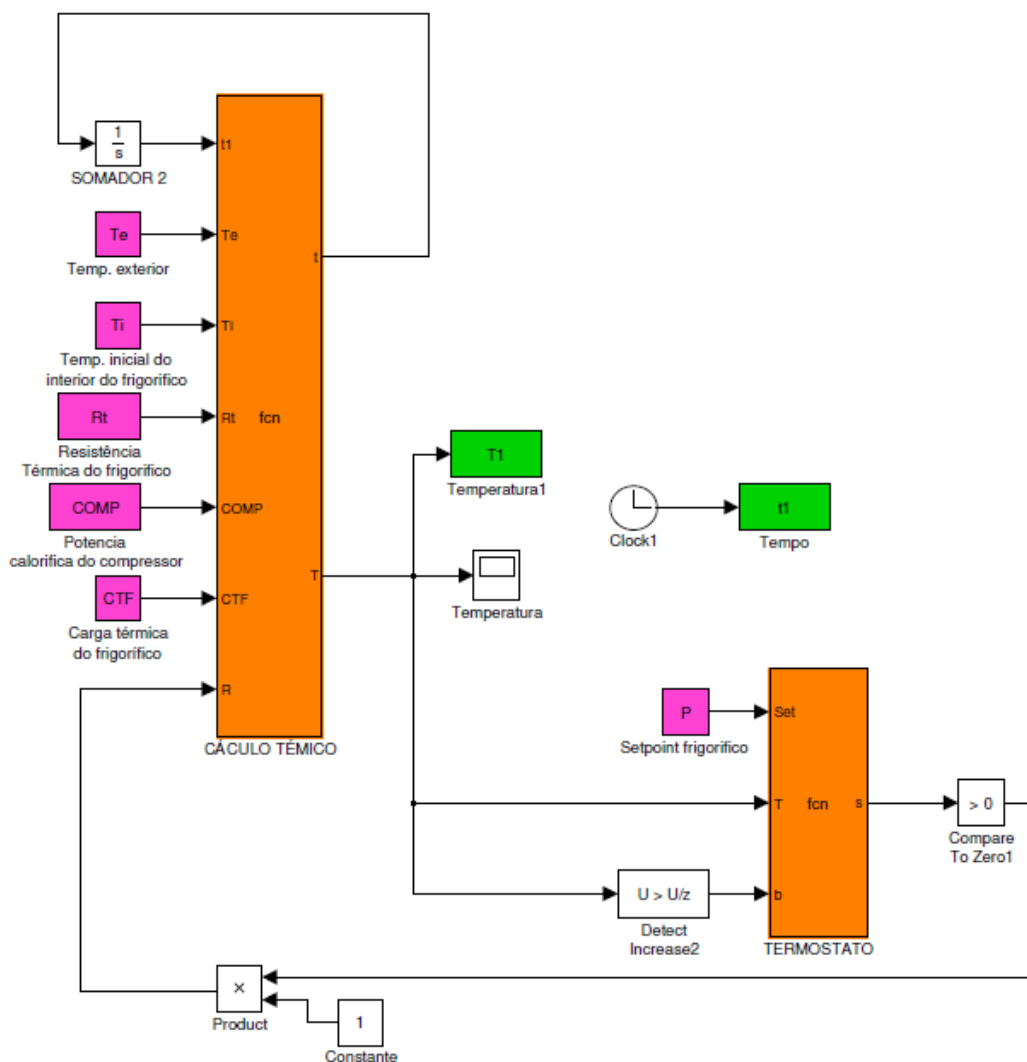 1
s
t1
SOMADOR 2
Te
Te
Temp. exterior
t
Ti
Ti
Temp. inicial do
interior do frigorifico
Rt
Rt
fcn
Resistência
Térmica do frigorifico
T1
Temperatura1
COMP
COMP
Potencia
calorifica do compressor
Clock1
t1
Tempo
T
Temperatura
CTF
CTF
Carga térmica
do frigorífico
R
CÁCULO TÉMICO
P
Set
Setpoint frigorifico
T
fcn
s
> 0
Compare
To Zero1
U > U/z
b
Detect
Increase2
TERMOSTATO
×
Product
1
Constante